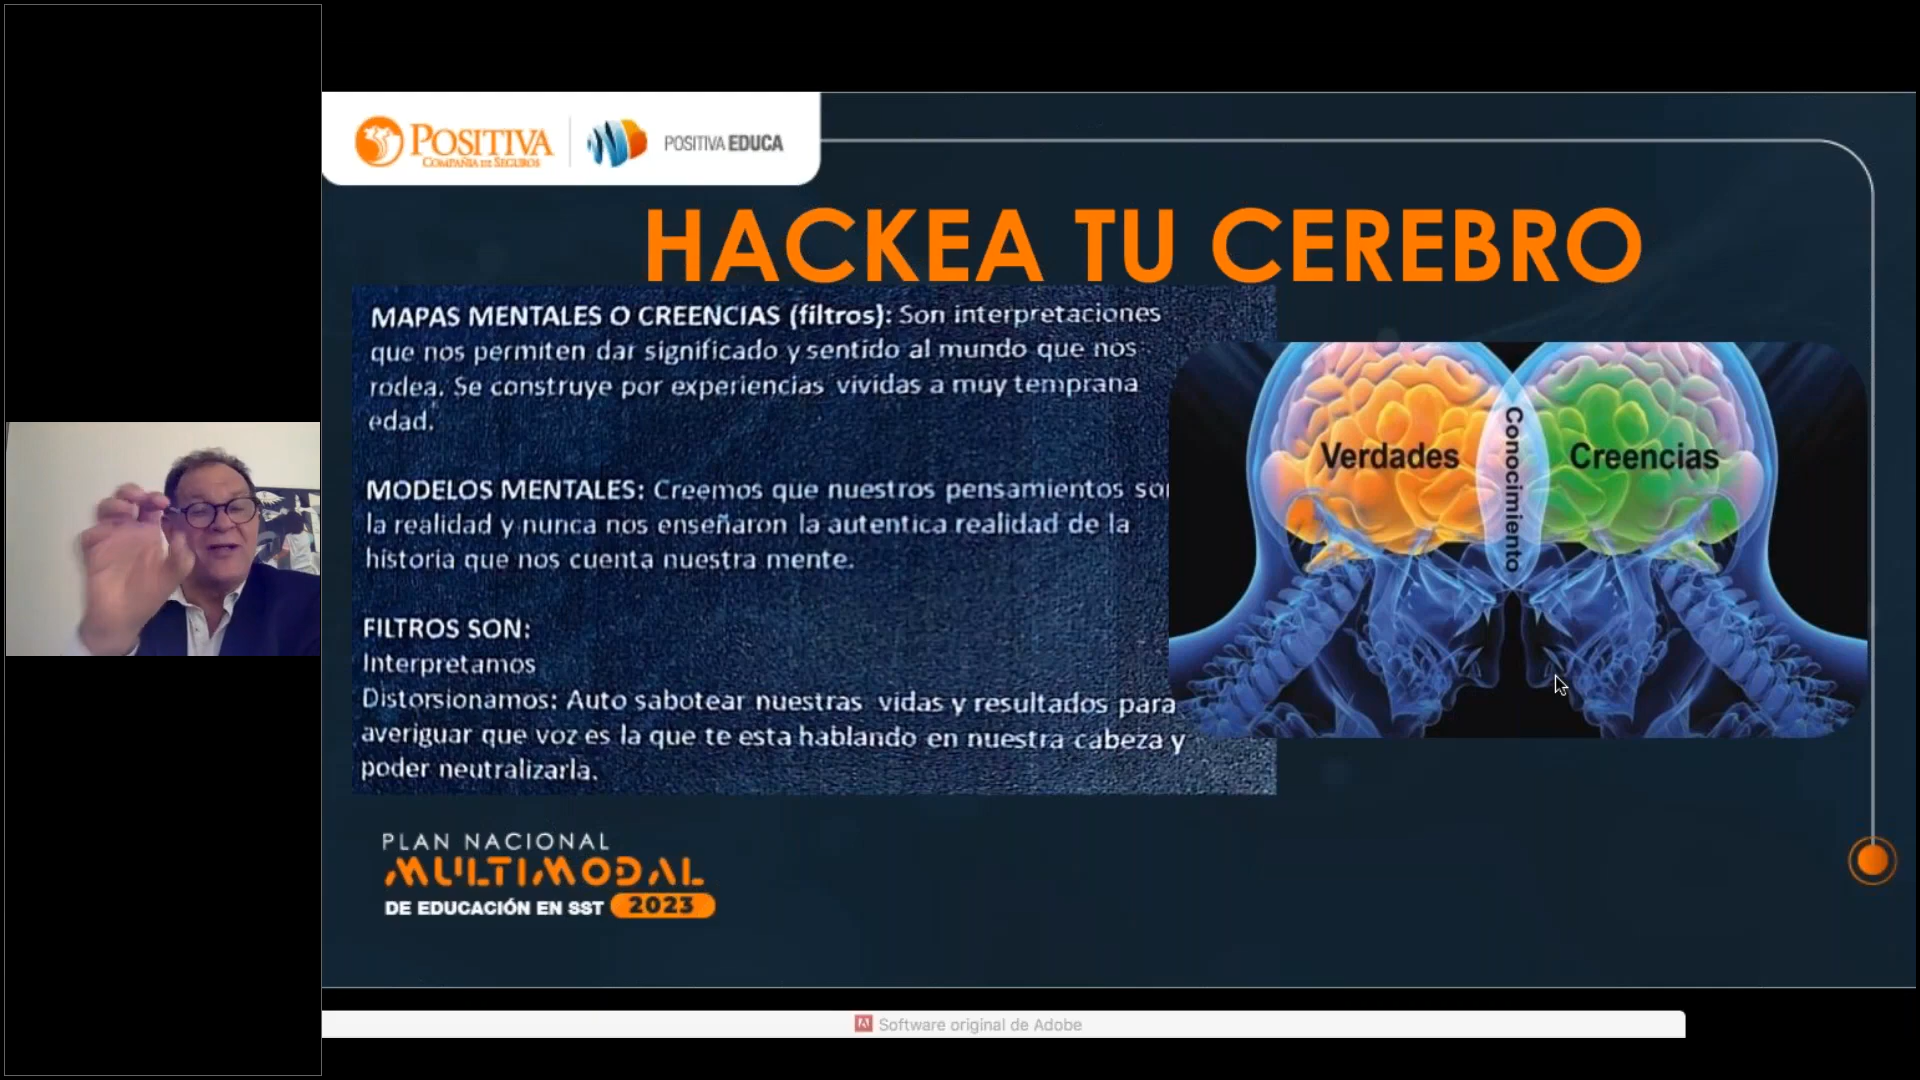 POSITIVA
COMPAÑIA DE SEGUROS
POSITIVA EDUCA
HACKEA TU CEREBRO
MAPAS MENTALES O CREENCIAS (filtros): Son interpretaciones
que nos permiten dar significado y sentido al mundo que nos
rodea. Se construye por experiencias vividas a muy temprana
edad.
MODELOS MENTALES: Creemos que nuestros pensamientos son
la realidad y nunca nos enseñaron la autentica realidad de la
historia que nos cuenta nuestra mente.
FILTROS SON:
Interpretamos
Distorsionamos: Auto sabotear nuestras vidas y resultados para
averiguar que voz es la que te esta hablando en nuestra cabeza y
poder neutralizarla.
Verdades
Conocimiento
Creencias
PLAN NACIONAL
MULTIMODAL
DE EDUCACIÓN EN SST 2023
Software original de Adobe